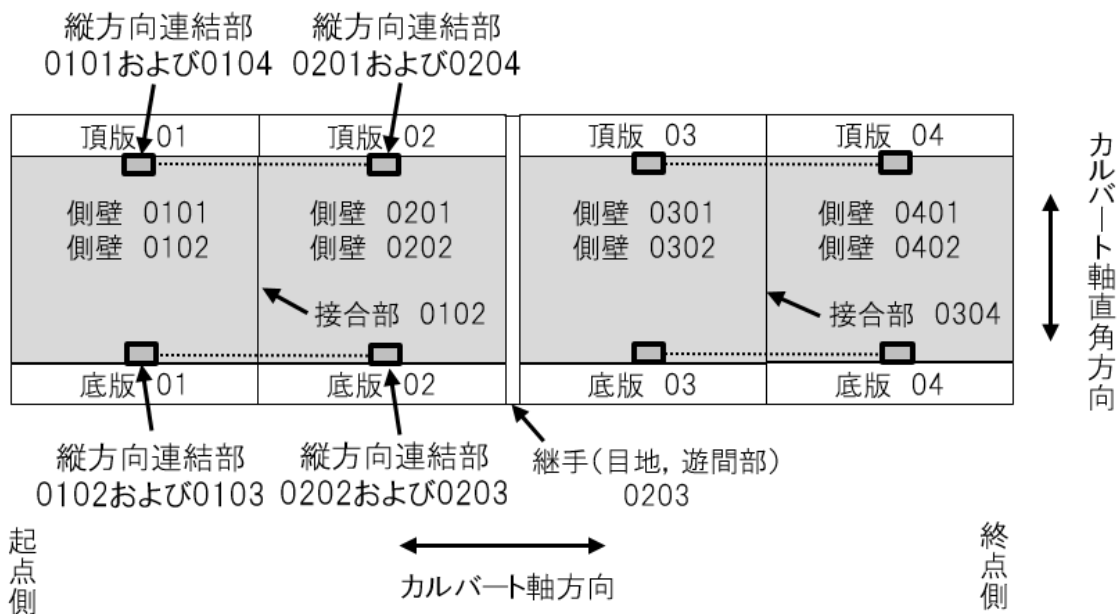 縦方向連結部
0101および0104
縦方向連結部
0201および0204
頂版 01
頂版 02
頂版 03
頂版 04
側壁 0101
側壁 0102
側壁 0201
側壁 0202
側壁 0301
側壁 0302
側壁 0401
側壁 0402
接合部 0102
接合部 0304
底版 01
底版 02
底版 03
底版 04
カルバート軸直角方向
縦方向連結部
0102および0103
縦方向連結部
0202および0203
継手(目地，遊間部)
0203
起点側
カルバート軸方向
終点側